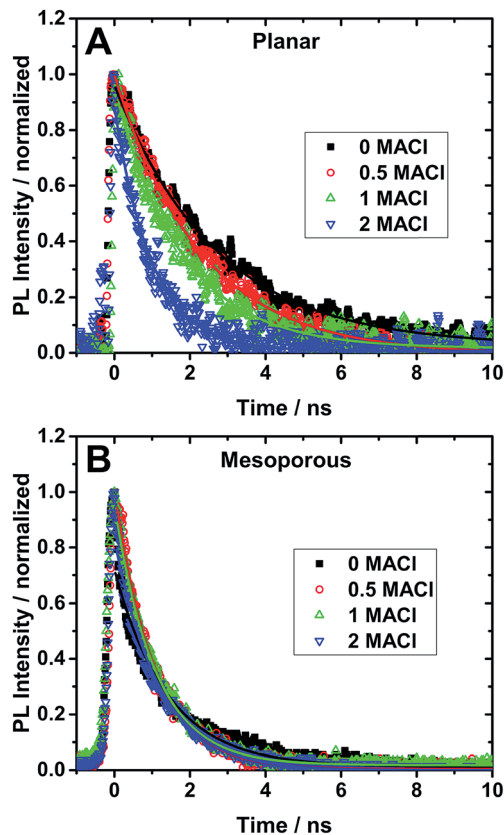 A
Planar
PL Intensity / normalized
1.2
1.0
0.8
0.6
0.4
0.2
0.0
0 MACl
0.5 MACl
1 MACl
2 MACl
0 2 4 6 8 10
Time / ns
B
Mesoporous
PL Intensity / normalized
1.2
1.0
0.8
0.6
0.4
0.2
0.0
0 MACl
0.5 MACl
1 MACl
2 MACl
0 2 4 6 8 10
Time / ns